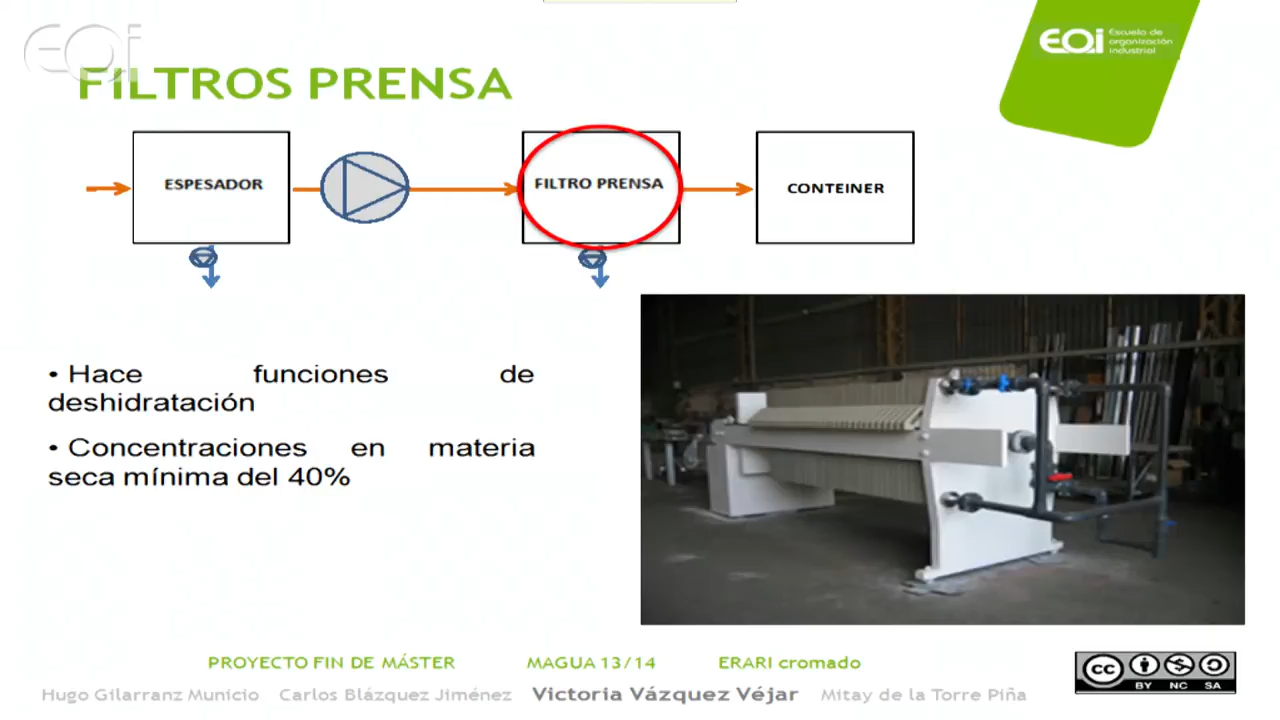 EOi
EOi Escuela de
organización
industrial
FILTROS PRENSA
ESPESADOR
FILTRO PRENSA
CONTEINER
• Hace funciones de
deshidratación
• Concentraciones en materia
seca mínima del 40%
PROYECTO FIN DE MÁSTER MAGUA 13/14 ERARI cromado
Hugo Gilarranz Municio Carlos Blázquez Jiménez Victoria Vázquez Véjar Mitay de la Torre Piña
cc
BY NC SA